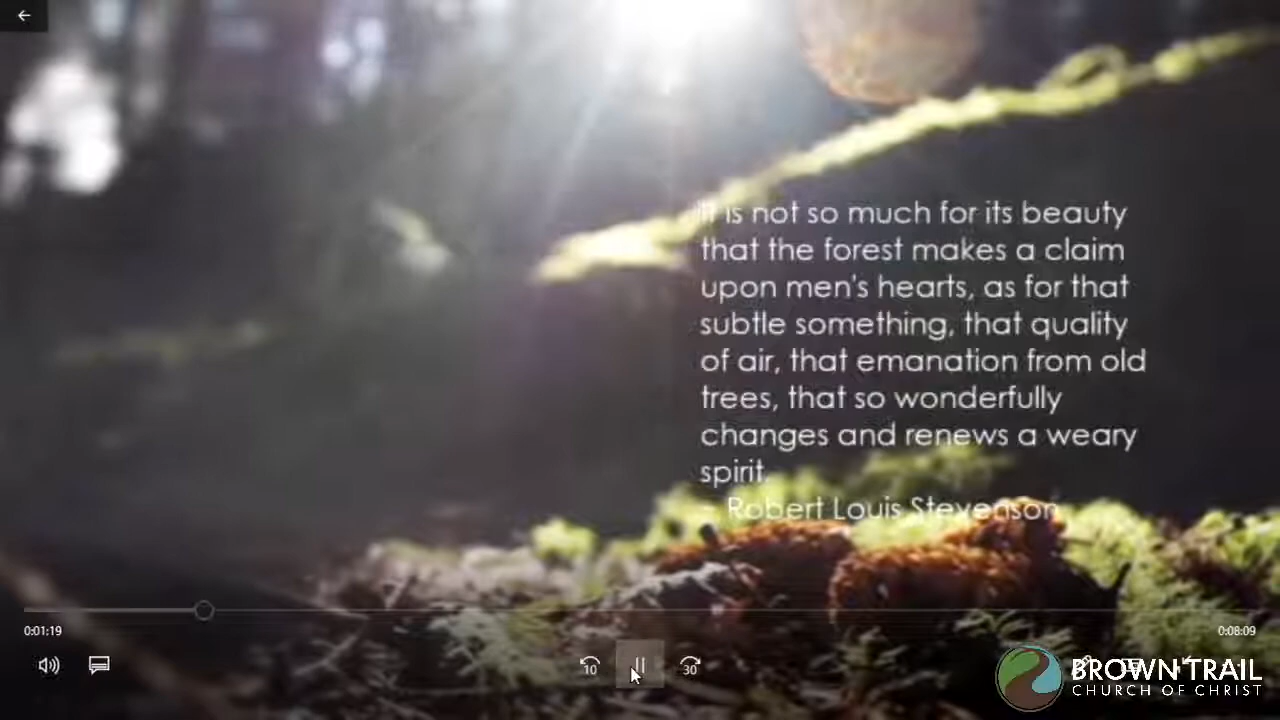 It is not so much for its beauty
that the forest makes a claim
upon men's hearts, as for that
subtle something, that quality
of air, that emanation from old
trees, that so wonderfully
changes and renews a weary
spirit.
– Robert Louis Stevenson
0:01:19
0:08:09
10
30
BROWN TRAIL
CHURCH OF CHRIST